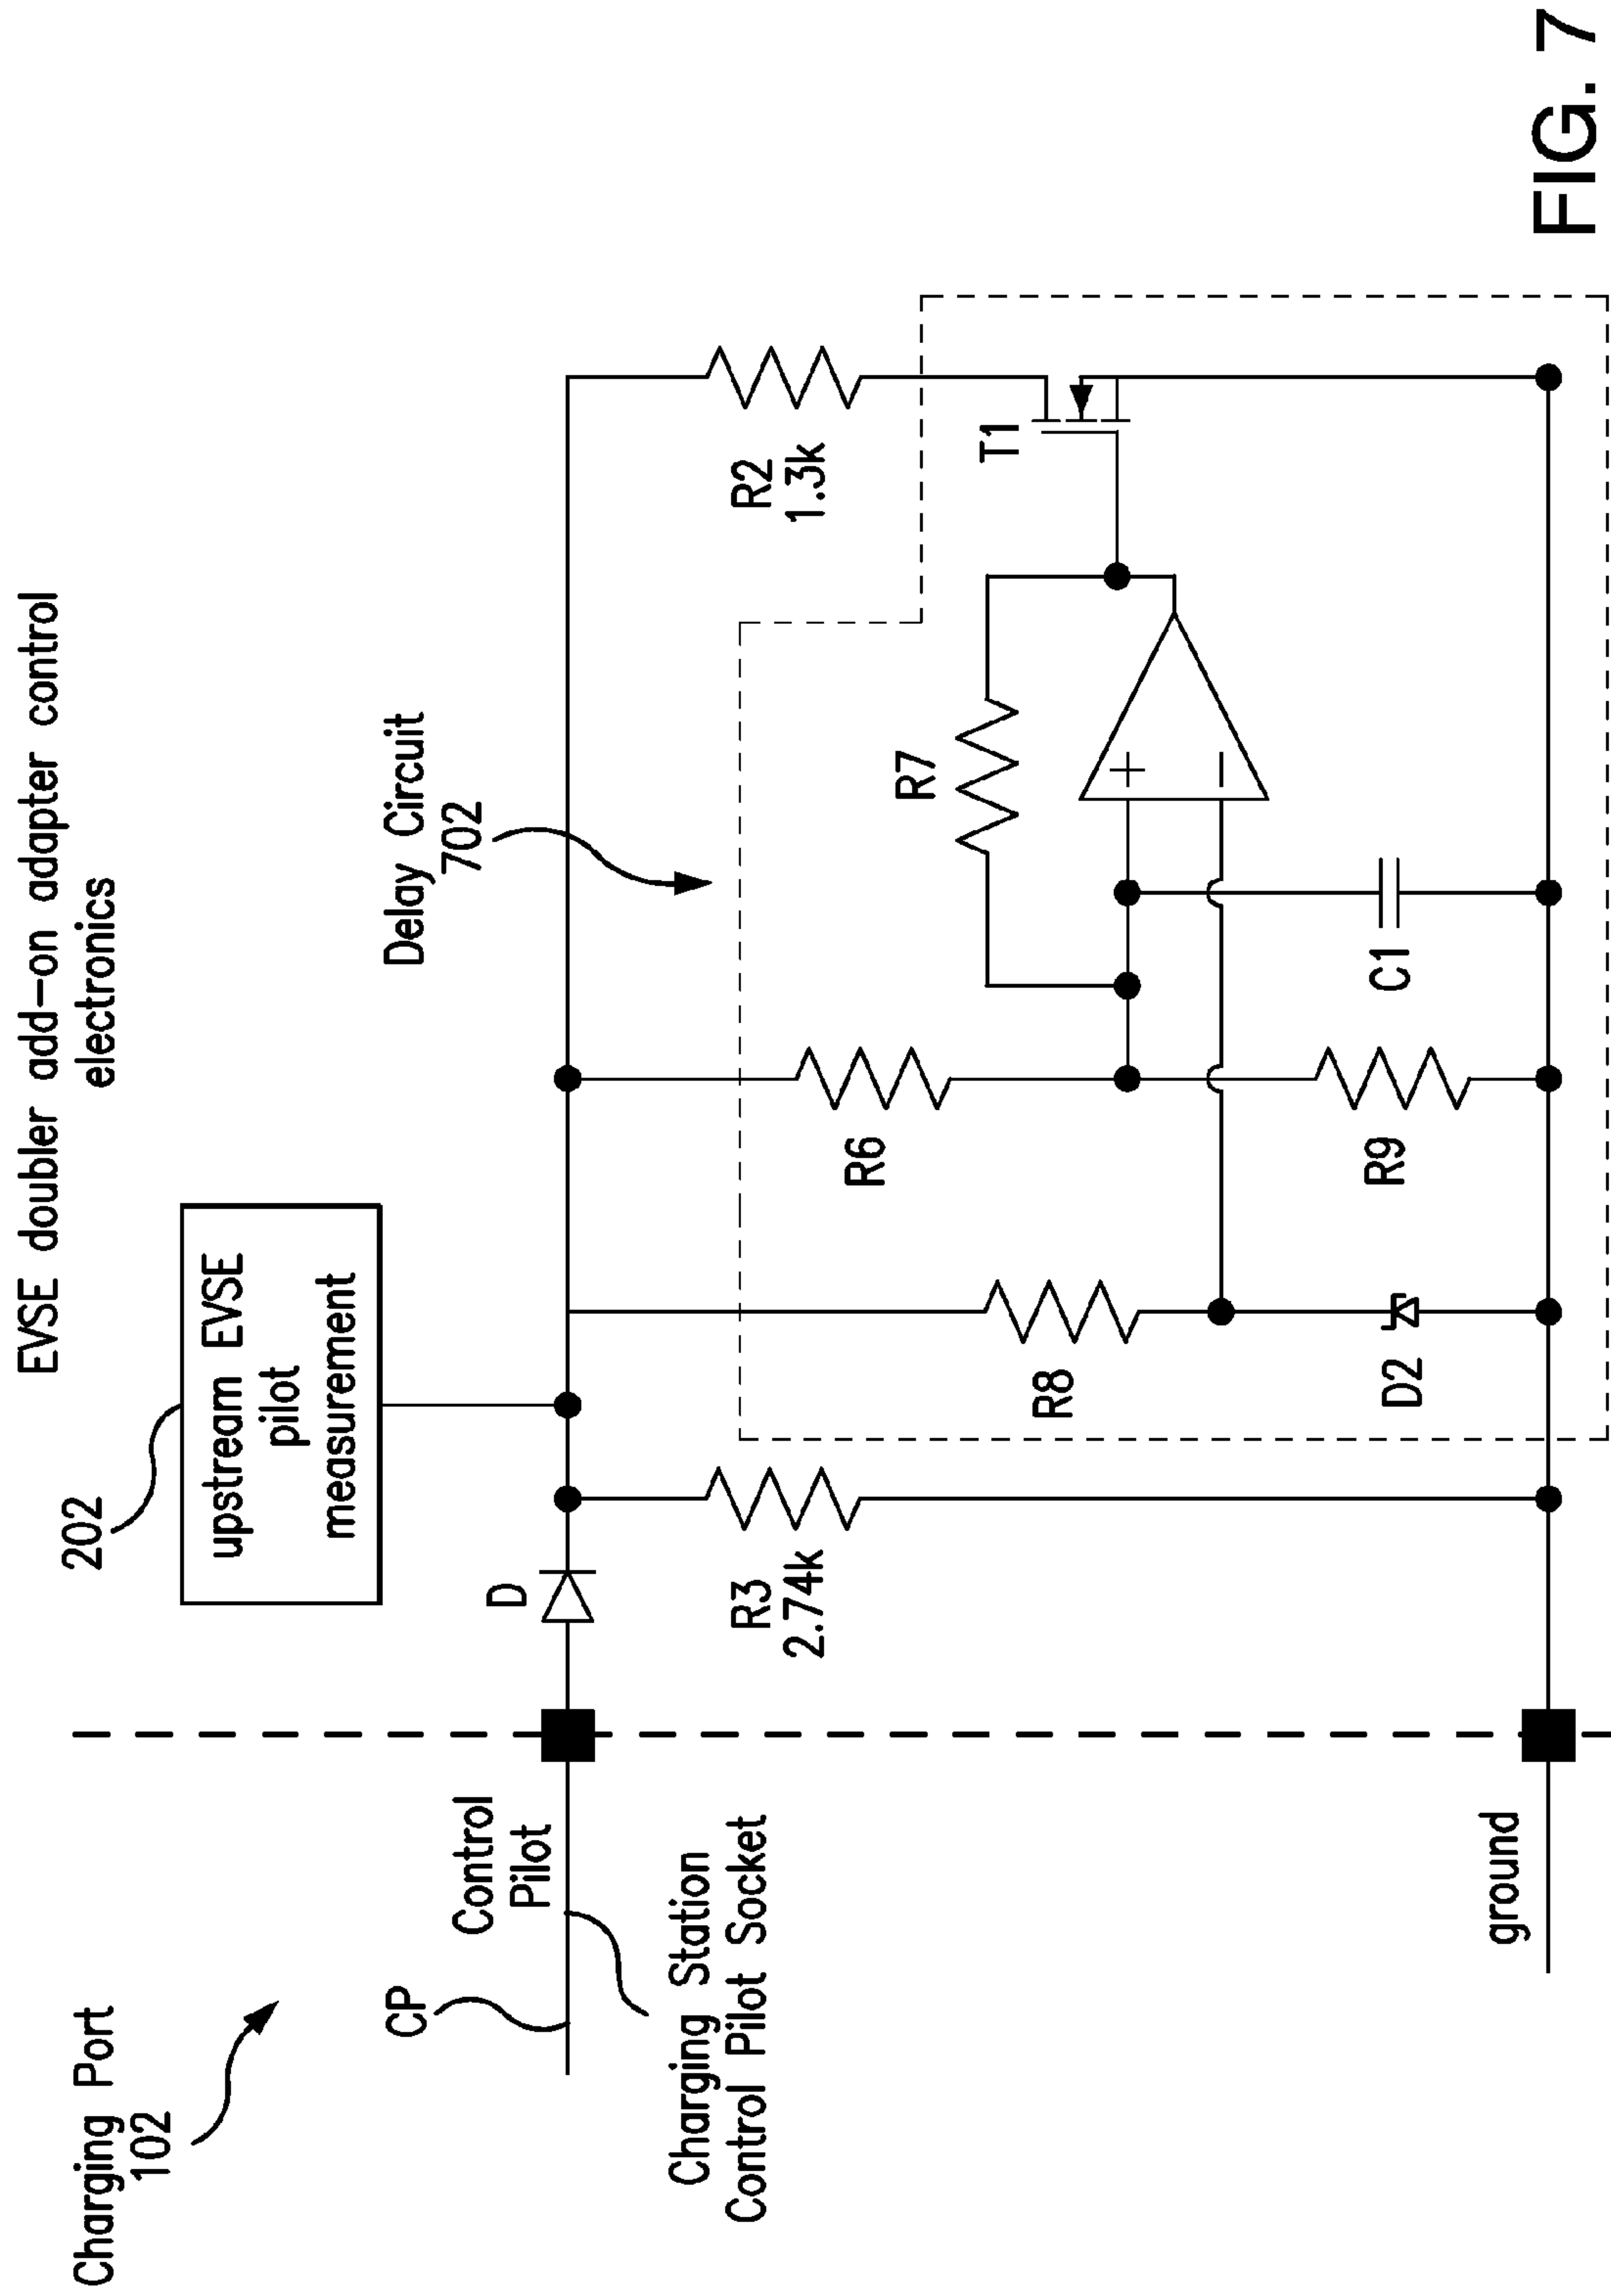 EVSE doubler add-on adapter control
electronics
Charging Port
102
202
upstream EVSE
pilot
measurement
Delay Circuit
702
CP
Control
Pilot
Charging Station
Control Pilot Socket
D
R3
2.74k
R2
1.3k
R8
R6
R7
T1
+
−
D2
R9
C1
ground
FIG. 7